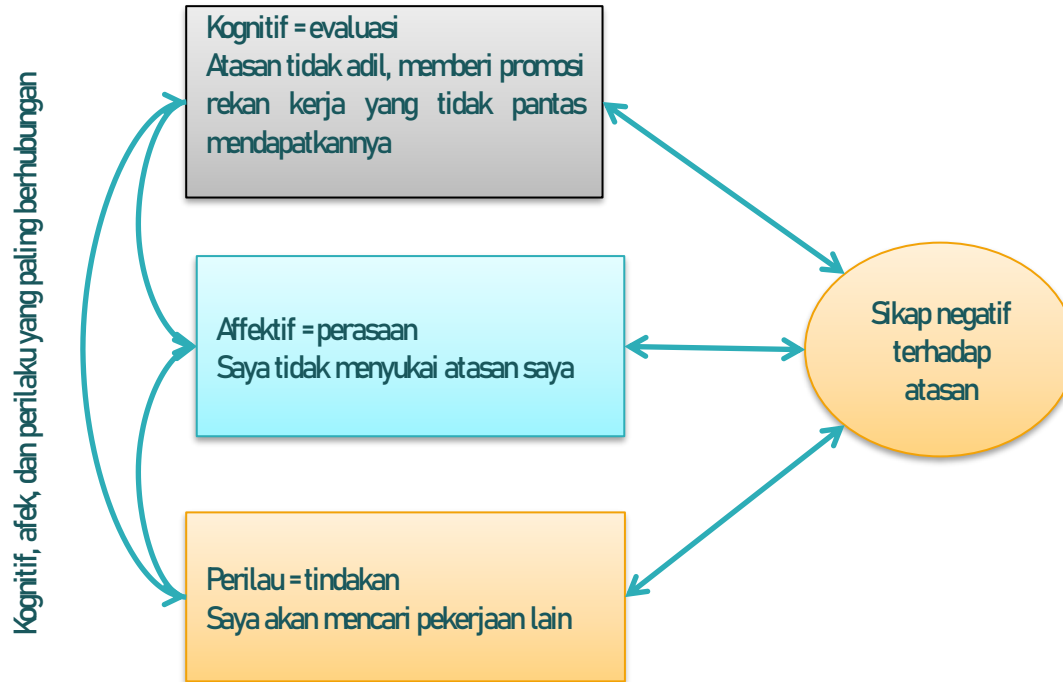 Kognitif, afek, dan perilaku yang paling berhubungan
Kognitif = evaluasi
Atasan tidak adil, memberi promosi
rekan kerja yang tidak pantas
mendapatkannya
Affektif = perasaan
Saya tidak menyukai atasan saya
Perilau = tindakan
Saya akan mencari pekerjaan lain
Sikap negatif
terhadap
atasan